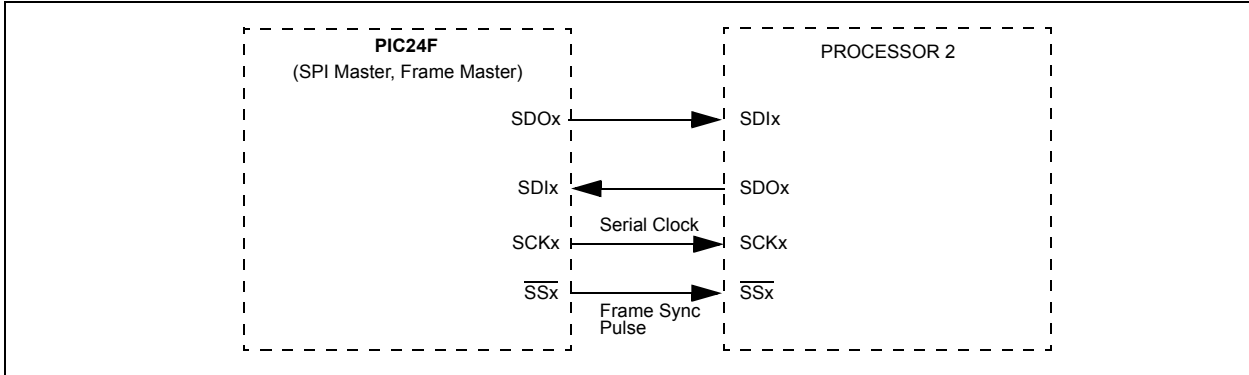 PIC24F
(SPI Master, Frame Master)
PROCESSOR 2
SDOx
SDIx
SDIx
SDOx
Serial Clock
SCKx
SCKx
SSx
SSx
Frame Sync
Pulse